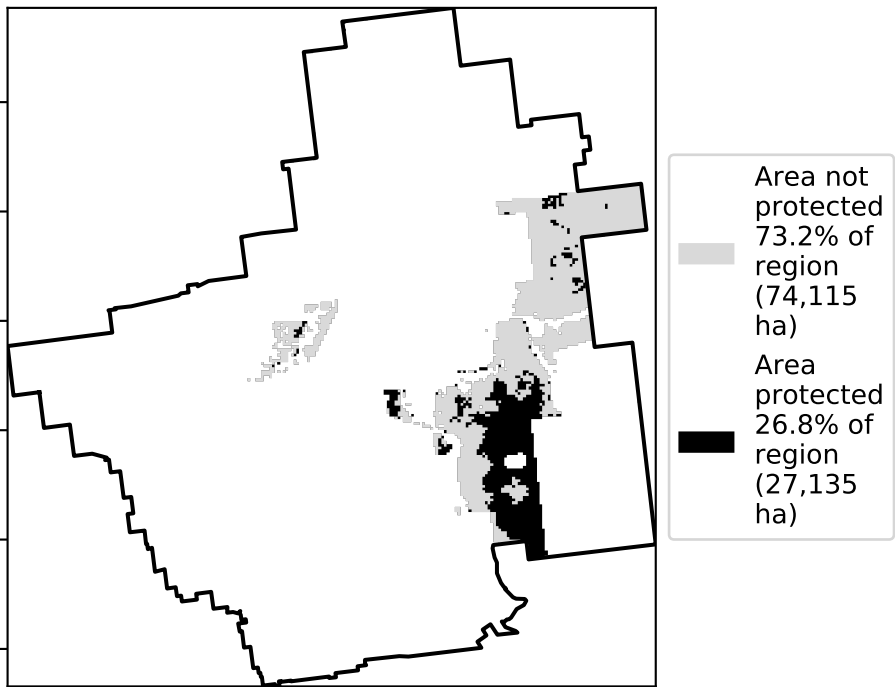 Area not
protected
73.2% of
region
(74,115
ha)
Area
protected
26.8% of
region
(27,135
ha)